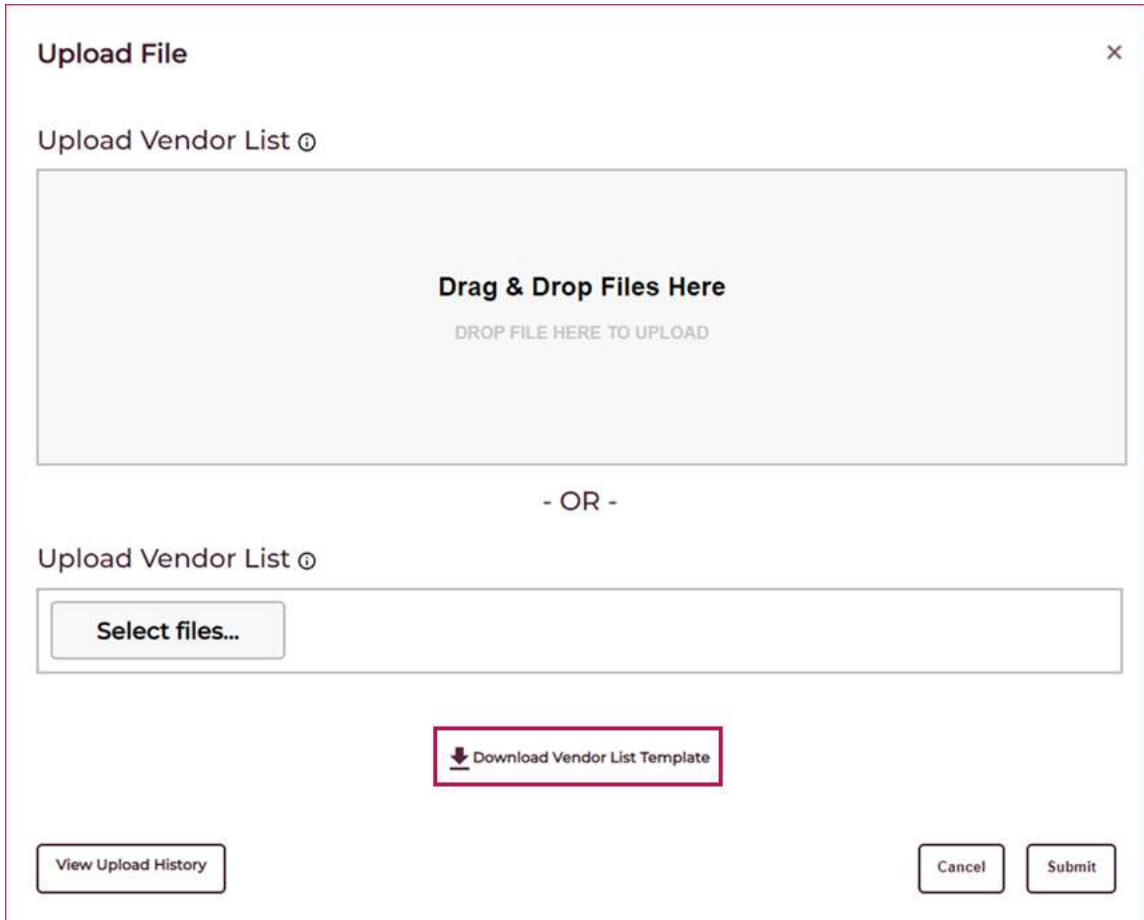 Upload File
Upload Vendor List
Drag & Drop Files Here
DROP FILE HERE TO UPLOAD
- OR -
Upload Vendor List
Select files...
Download Vendor List Template
View Upload History
Cancel
Submit